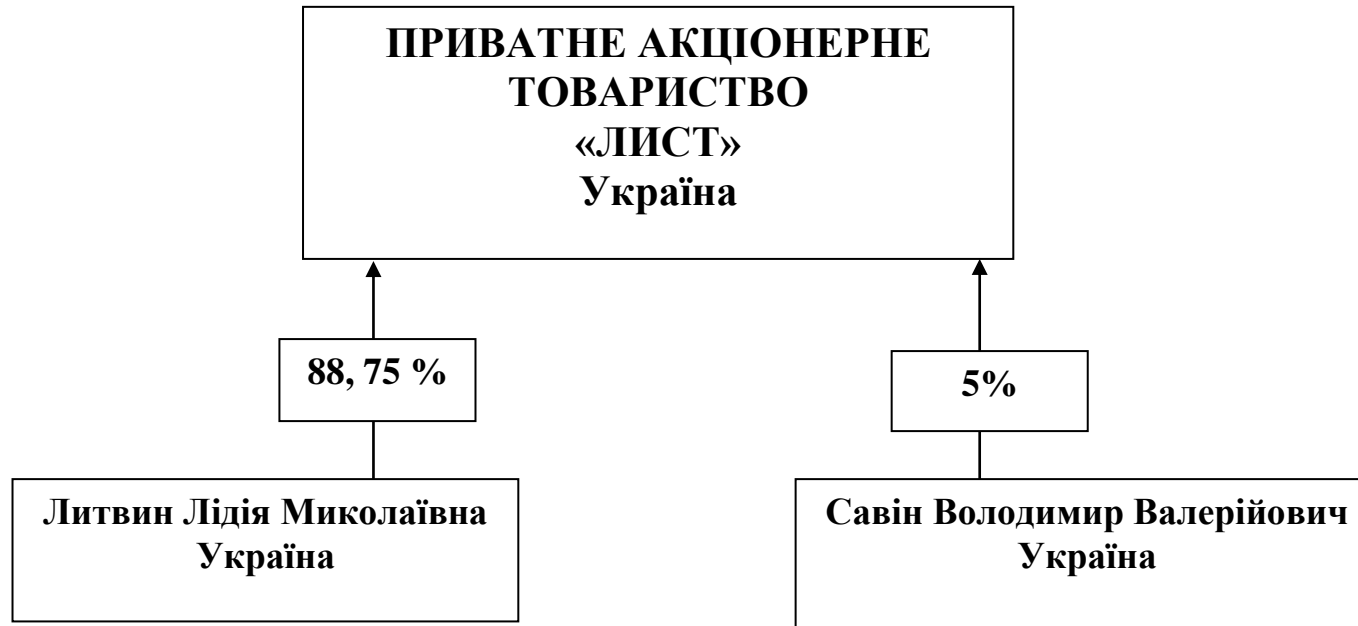 ПРИВАТНЕ АКЦІОНЕРНЕ
ТОВАРИСТВО
«ЛИСТ»
Україна
88, 75 %
5%
Литвин Лідія Миколаївна
Україна
Савін Володимир Валерійович
Україна